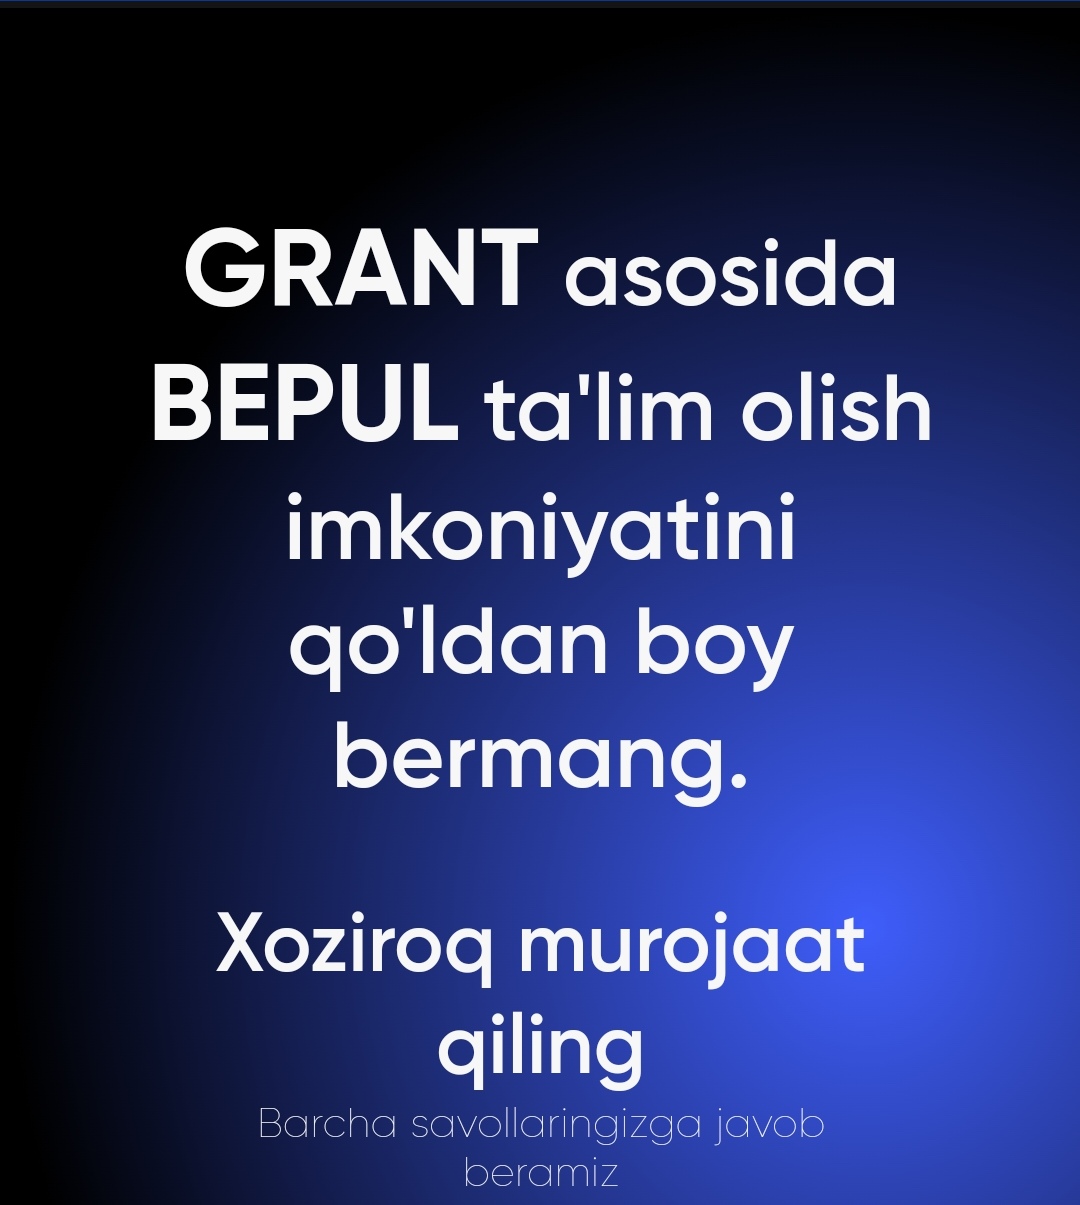 GRANT asosida
BEPUL ta'lim olish
imkoniyatini
qo'ldan boy
bermang.
Xoziroq murojaat
qiling
Barcha savollaringizga javob
beramiz